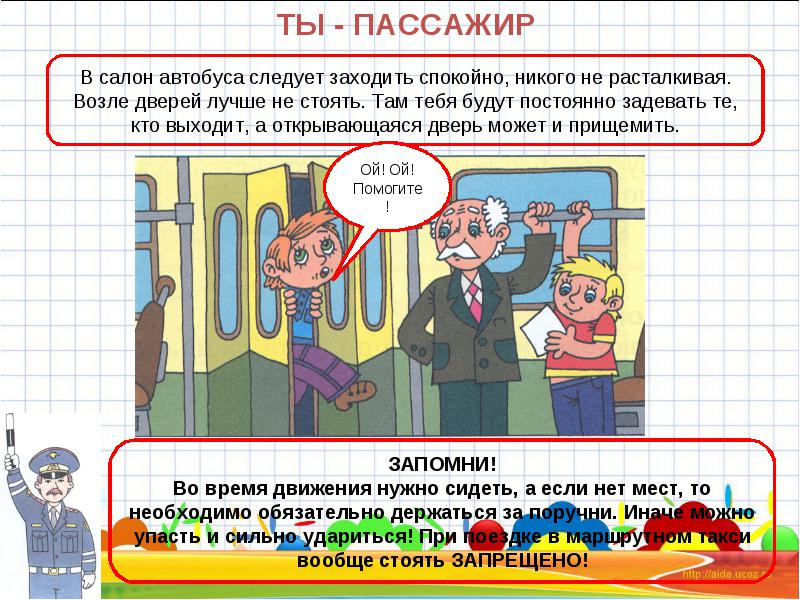 ТЫ - ПАССАЖИР
В салон автобуса следует заходить спокойно, никого не расталкивая.
Возле дверей лучше не стоять. Там тебя будут постоянно задевать те,
кто выходит, а открывающаяся дверь может и прищемить.
Ой! Ой!
Помогите
!
ЗАПОМНИ!
Во время движения нужно сидеть, а если нет мест, то
необходимо обязательно держаться за поручни. Иначе можно
упасть и сильно удариться! При поездке в маршрутном такси
вообще стоять ЗАПРЕЩЕНО!
http://aida.ucoz.ru